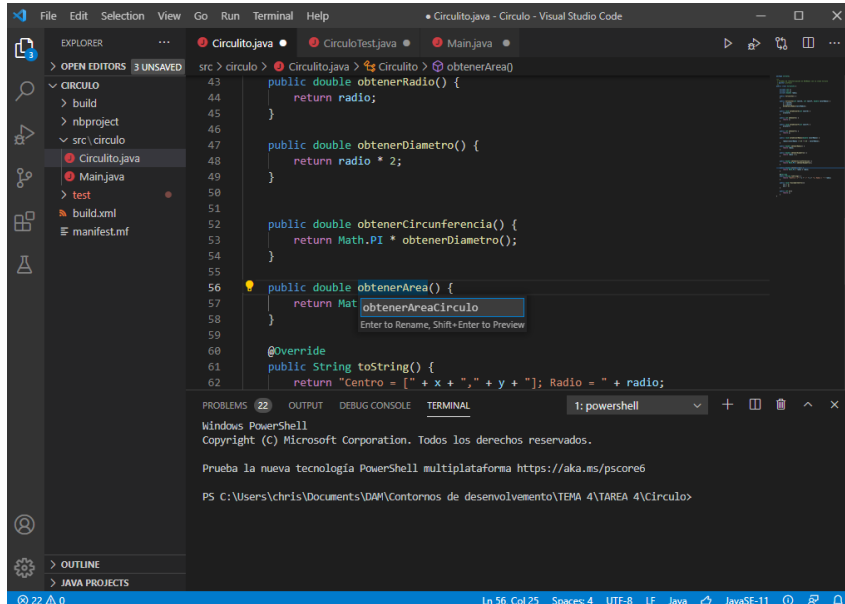 File Edit Selection View Go Run Terminal Help ● Circulito.java - Circulo - Visual Studio Code
EXPLORER ··· Circulito.java ● CirculoTest.java ● Main.java ●
> OPEN EDITORS 3 UNSAVED src > circulo > Circulito.java > Circulito > obtenerArea()
CIRCULO
> build
> nbproject
src \ circulo
Circulito.java
Main.java
> test
build.xml
manifest.mf
> OUTLINE
> JAVA PROJECTS
3
43 public double obtenerRadio() {
44 return radio;
45 }
46
47 public double obtenerDiametro() {
48 return radio * 2;
49 }
50
51
52 public double obtenerCircunferencia() {
53 return Math.PI * obtenerDiametro();
54 }
55
56 public double obtenerArea() {
57 return Mat
obtenerAreaCirculo
Enter to Rename, Shift+Enter to Preview
58 }
59
60 @Override
61 public String toString() {
62 return "Centro = [" + x + "," + y + "]; Radio = " + radio;
PROBLEMS 22 OUTPUT DEBUG CONSOLE TERMINAL 1: powershell
Windows PowerShell
Copyright (C) Microsoft Corporation. Todos los derechos reservados.
Prueba la nueva tecnología PowerShell multiplataforma https://aka.ms/pscore6
PS C:\Users\chris\Documents\DAM\Contornos de desenvolvemento\TEMA 4\TAREA 4\Circulo>
22 0 Ln 56, Col 25 Spaces: 4 UTF-8 LF Java JavaSE-11